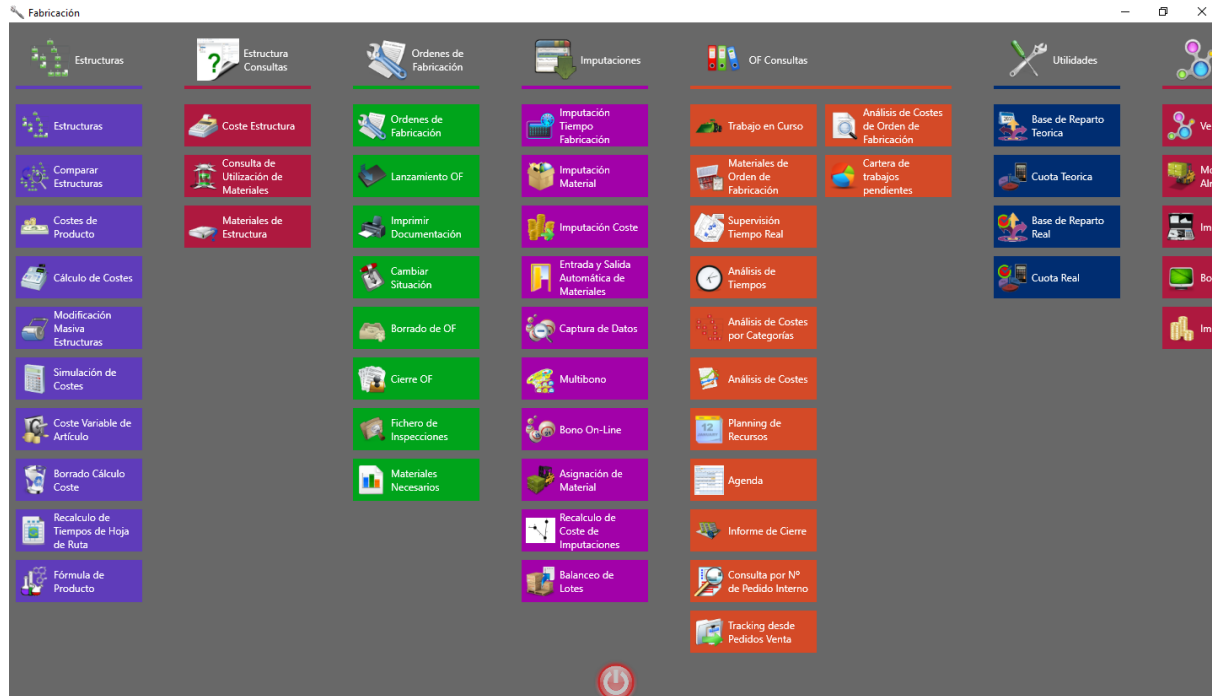 Fabricación
Estructuras
Estructura
Consultas
Ordenes de
Fabricación
Imputaciones
OF Consultas
Utilidades
Estructuras
Comparar
Estructuras
Costes de
Producto
Cálculo de Costes
Modificación
Masiva
Estructuras
Simulación de
Costes
Coste Variable de
Artículo
Borrado Cálculo
Coste
Recalculo de
Tiempos de Hoja
de Ruta
Fórmula de
Producto
Coste Estructura
Consulta de
Utilización de
Materiales
Materiales de
Estructura
Ordenes de
Fabricación
Lanzamiento OF
Imprimir
Documentación
Cambiar
Situación
Borrado de OF
Cierre OF
Fichero de
Inspecciones
Materiales
Necesarios
Imputación
Tiempo
Fabricación
Imputación
Material
Imputación Coste
Entrada y Salida
Automática de
Materiales
Captura de Datos
Multibono
Bono On-Line
Asignación de
Material
Recalculo de
Coste de
Imputaciones
Balanceo de
Lotes
Trabajo en Curso
Materiales de
Orden de
Fabricación
Supervisión
Tiempo Real
Análisis de
Tiempos
Análisis de Costes
por Categorías
Análisis de Costes
12
Planning de
Recursos
Agenda
Informe de Cierre
Consulta por Nº
de Pedido Interno
Tracking desde
Pedidos Venta
Análisis de Costes
de Orden de
Fabricación
Cartera de
trabajos
pendientes
Base de Reparto
Teorica
Cuota Teorica
Base de Reparto
Real
Cuota Real
Ve
Mo
Alr
Im
Bo
Im